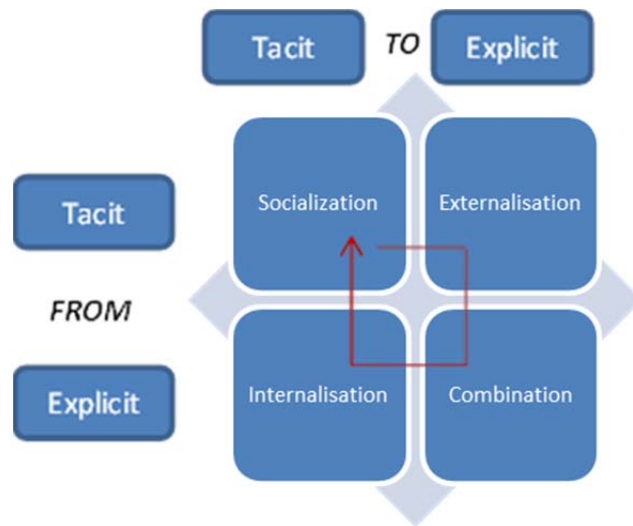 Tacit TO Explicit
Tacit
Socialization
Externalisation
FROM
Explicit
Internalisation
Combination